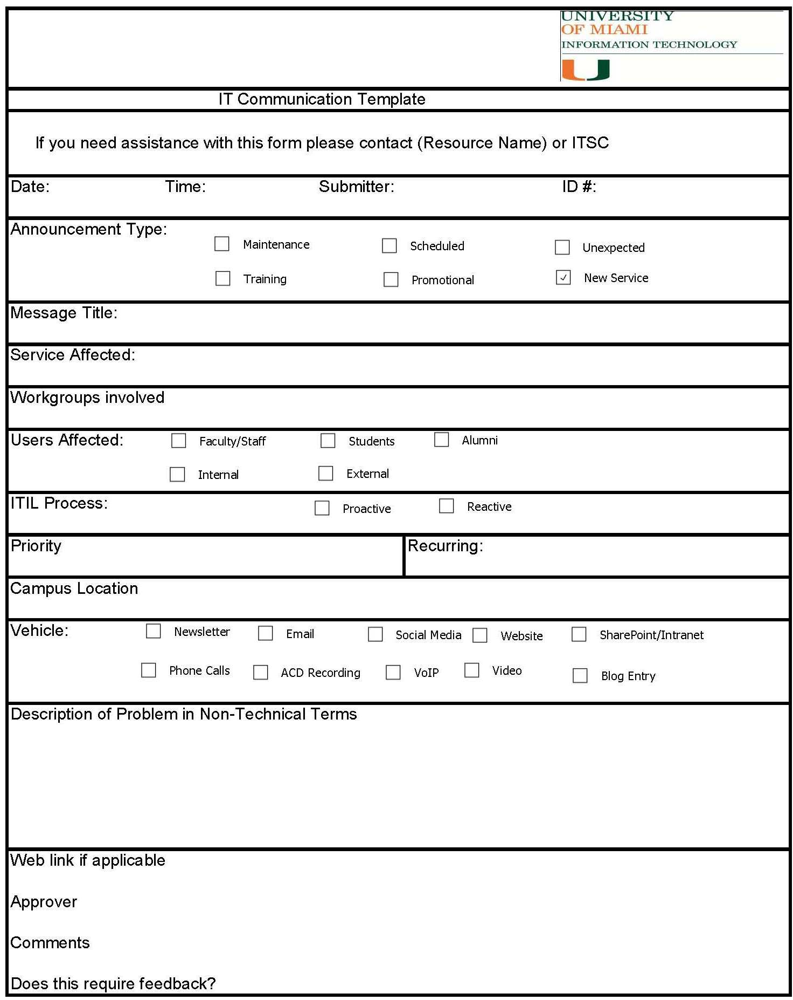 UNIVERSITY
OF MIAMI
INFORMATION TECHNOLOGY
IT Communication Template
If you need assistance with this form please contact (Resource Name) or ITSC
Date: Time: Submitter: ID #:
Announcement Type:
Maintenance Scheduled Unexpected
Training Promotional New Service
Message Title:
Service Affected:
Workgroups involved
Users Affected: Faculty/Staff Students Alumni
Internal External
ITIL Process: Proactive Reactive
Priority Recurring:
Campus Location
Vehicle: Newsletter Email Social Media Website SharePoint/Intranet
Phone Calls ACD Recording VoIP Video Blog Entry
Description of Problem in Non-Technical Terms
Web link if applicable
Approver
Comments
Does this require feedback?